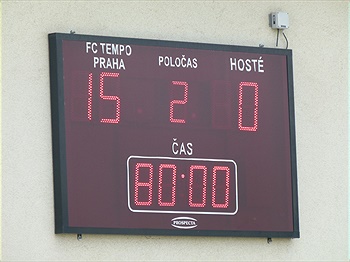 FC TEMPO
PRAHA POLOČAS HOSTÉ
15 2 0
ČAS
80:00
PROSPECTA